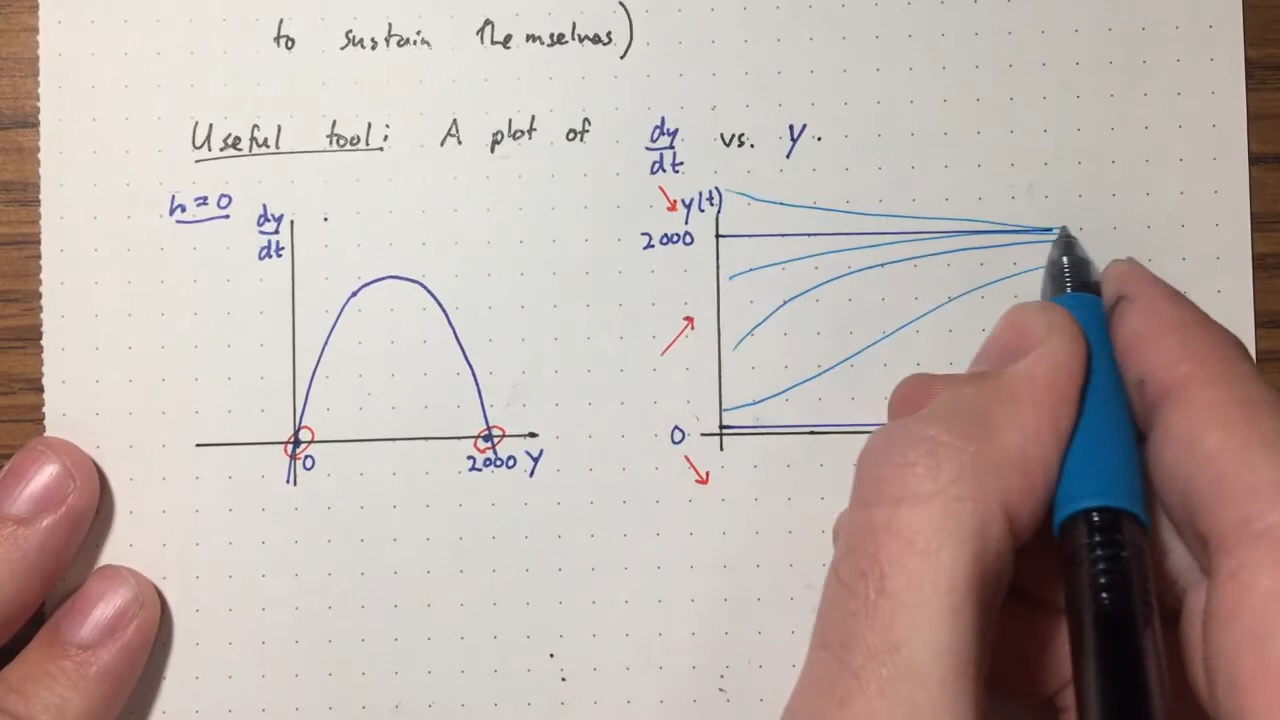 to sustain themselves)
Useful tool: A plot of dy/dt vs. y.
h=0
dy/dt
0
2000 y
y(t)
2000
0